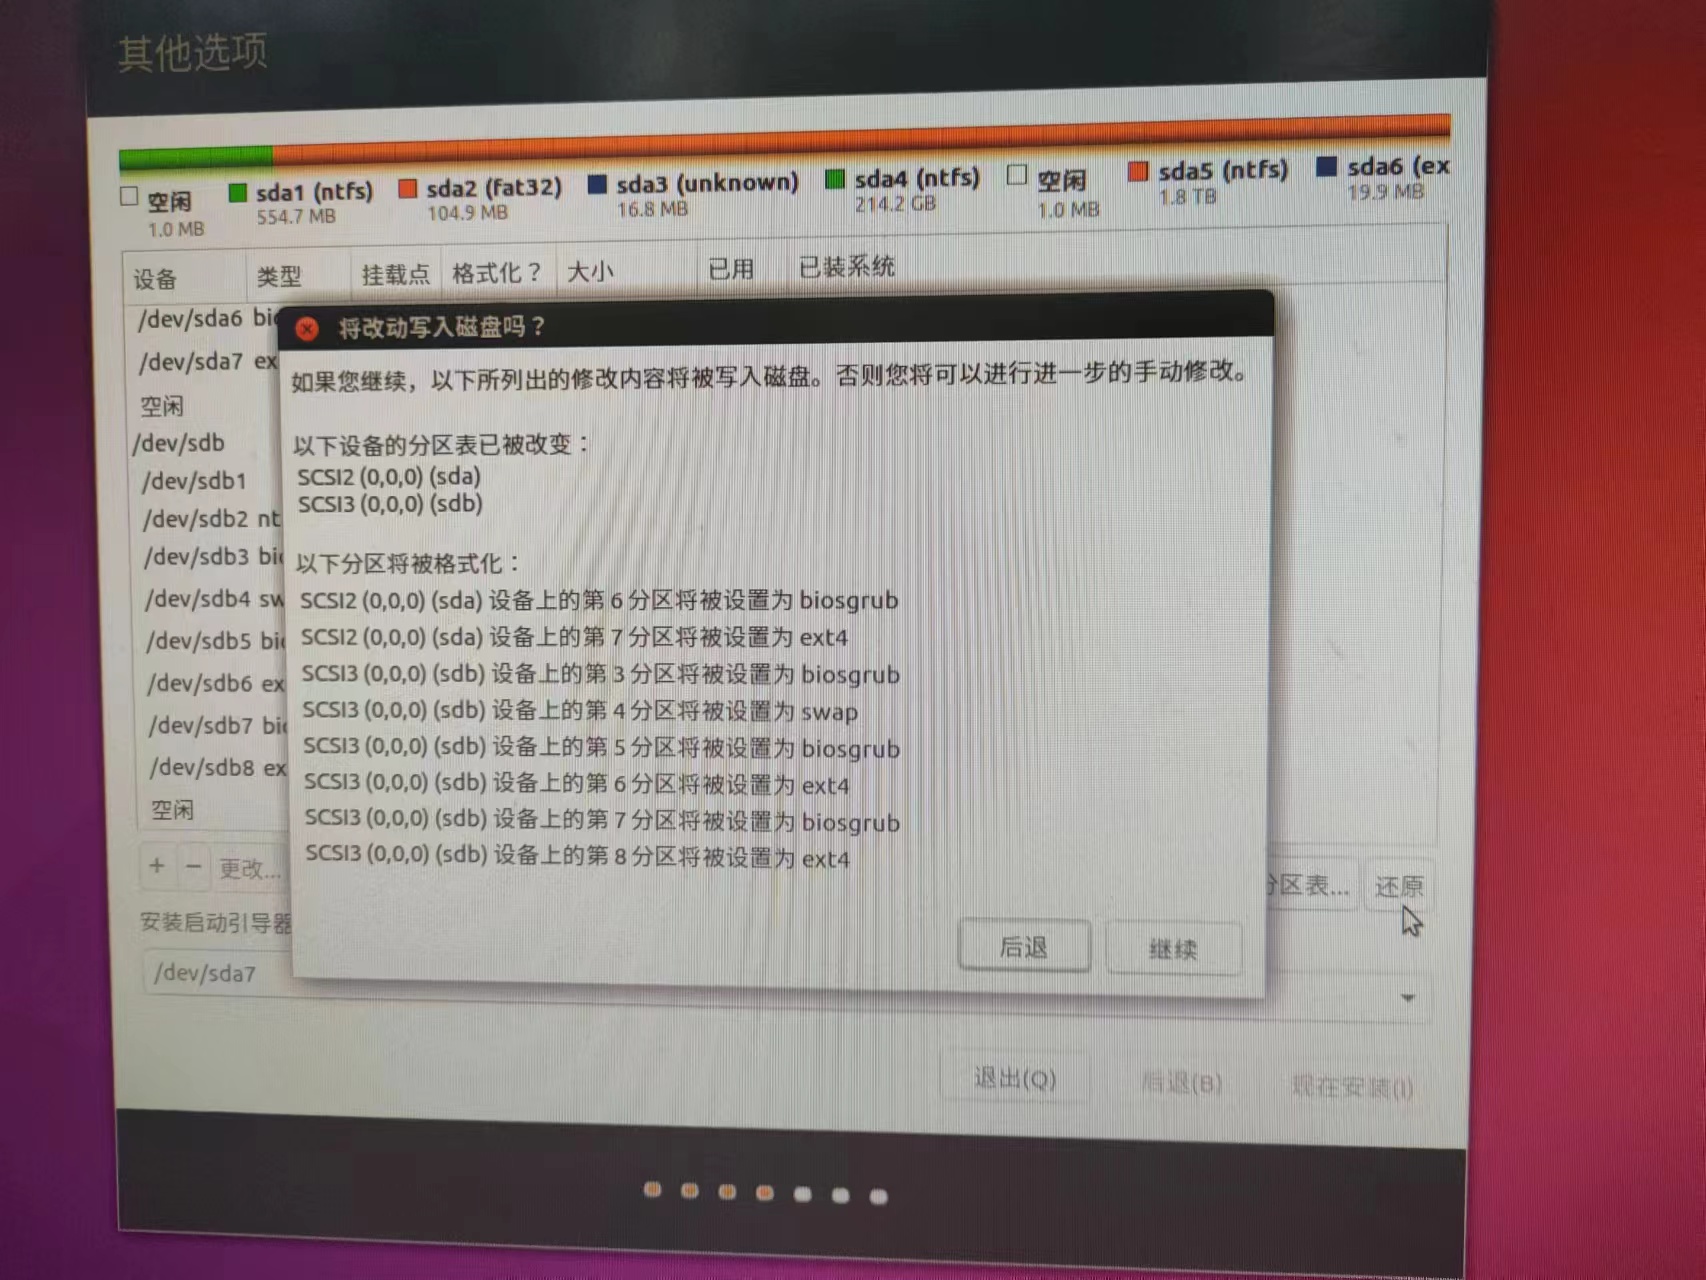 其他选项
空闲 sda1 (ntfs) sda2 (fat32) sda3 (unknown) sda4 (ntfs) 空闲 sda5 (ntfs) sda6 (ex
1.0 MB 554.7 MB 104.9 MB 16.8 MB 214.2 GB 1.0 MB 1.8 TB 19.9 MB
设备 类型 挂载点 格式化？ 大小 已用 已装系统
/dev/sda6 bio
/dev/sda7 ex
空闲
/dev/sdb
/dev/sdb1
/dev/sdb2 nt
/dev/sdb3 bio
/dev/sdb4 sw
/dev/sdb5 bio
/dev/sdb6 ex
/dev/sdb7 bio
/dev/sdb8 ex
空闲
将改动写入磁盘吗？
如果您继续，以下所列出的修改内容将被写入磁盘。否则您将可以进行进一步的手动修改。
以下设备的分区表已被改变：
SCSI2 (0,0,0) (sda)
SCSI3 (0,0,0) (sdb)
以下分区将被格式化：
SCSI2 (0,0,0) (sda) 设备上的第 6 分区将被设置为 biosgrub
SCSI2 (0,0,0) (sda) 设备上的第 7 分区将被设置为 ext4
SCSI3 (0,0,0) (sdb) 设备上的第 3 分区将被设置为 biosgrub
SCSI3 (0,0,0) (sdb) 设备上的第 4 分区将被设置为 swap
SCSI3 (0,0,0) (sdb) 设备上的第 5 分区将被设置为 biosgrub
SCSI3 (0,0,0) (sdb) 设备上的第 6 分区将被设置为 ext4
SCSI3 (0,0,0) (sdb) 设备上的第 7 分区将被设置为 biosgrub
SCSI3 (0,0,0) (sdb) 设备上的第 8 分区将被设置为 ext4
后退 继续
+ − 更改... 分区表... 还原
安装启动引导器
/dev/sda7
退出(Q) 后退(B) 现在安装(I)